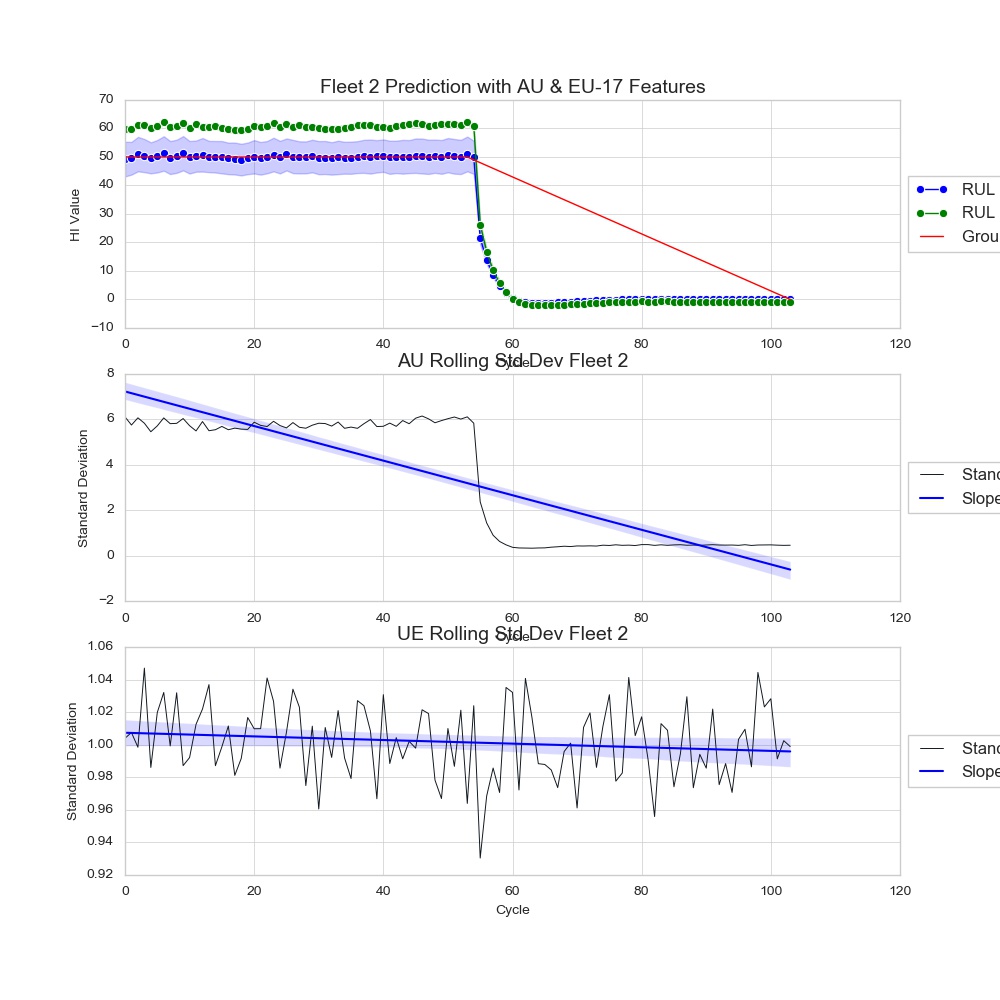 Fleet 2 Prediction with AU & EU-17 Features
70
60
50
40
30
20
10
0
−10
HI Value
0 20 40 60 80 100 120
Cycle
RUL
RUL
Grou
AU Rolling Std Dev Fleet 2
8
6
4
2
0
−2
Standard Deviation
0 20 40 60 80 100 120
Cycle
Stand
Slope
UE Rolling Std Dev Fleet 2
1.06
1.04
1.02
1.00
0.98
0.96
0.94
0.92
Standard Deviation
0 20 40 60 80 100 120
Cycle
Stand
Slope